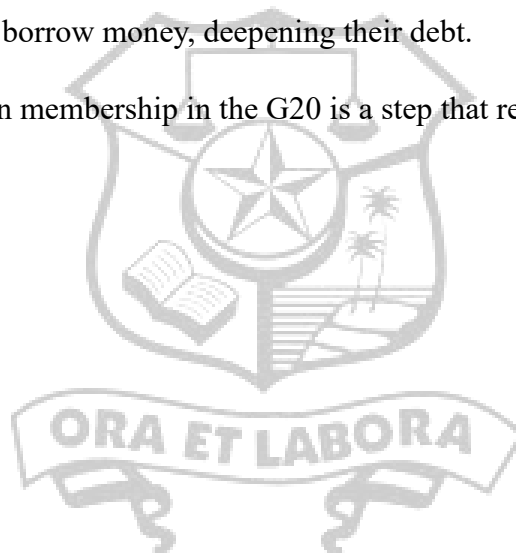 borrow money, deepening their debt.
n membership in the G20 is a step that re
ORA ET LABORA